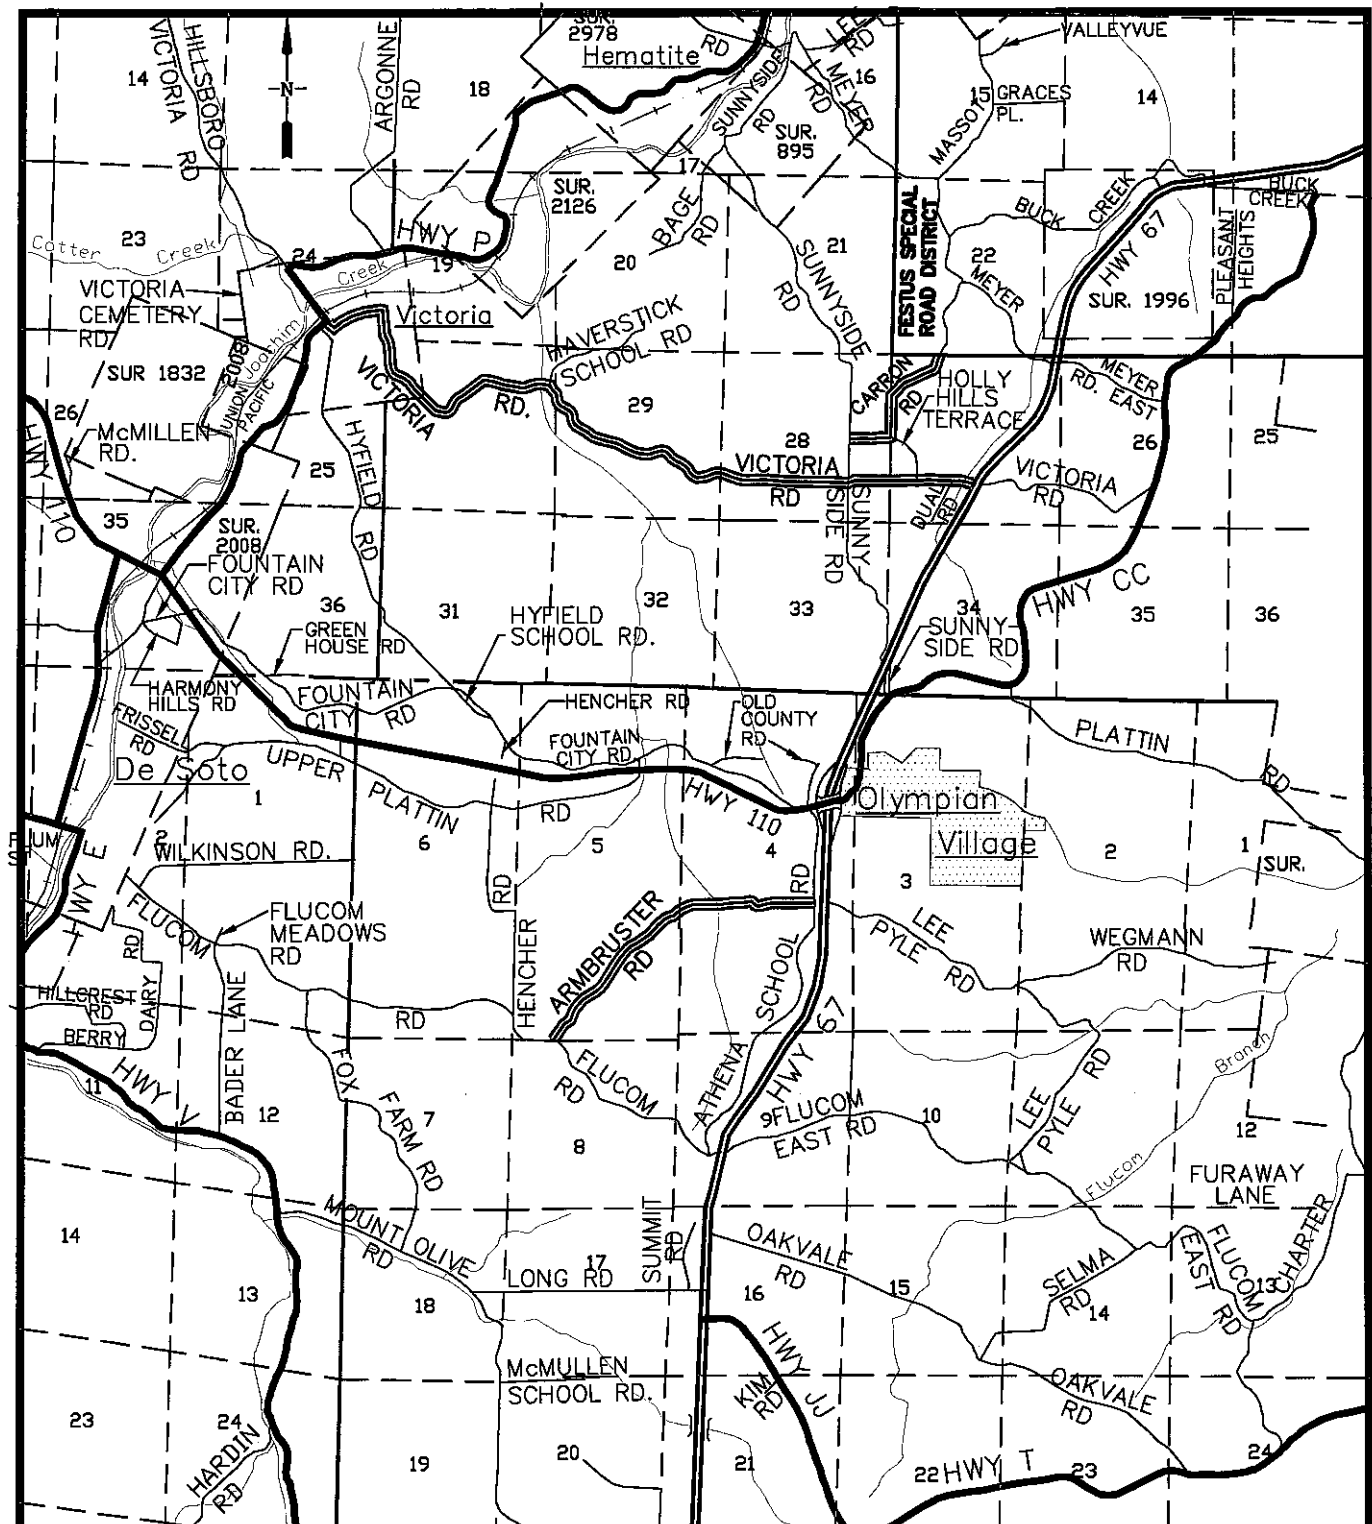 SUR.
2978
Hematite
RD
LEE
RD
VALLEYVUE
HILLSBORO
VICTORIA RD
14
-N-
ARGONNE
RD
18
SUNNYSIDE
RD
MEYER
RD
16
15
GRACES
PL.
14
MASSOT
SUR.
895
17
SUR.
2126
BAGE
RD
FESTUS SPECIAL
ROAD DISTRICT
BUCK
CREEK
BUCK
CREEK
HWY 67
PLEASANT
HEIGHTS
23
Cotter
Creek
24
HWY P
19
Creek
20
21
SUNNYSIDE
RD
22
MEYER
SUR. 1996
VICTORIA
CEMETERY
RD
Victoria
Joachim
2008
UNION
PACIFIC
SUR 1832
HAVERSTICK
SCHOOL RD
VICTORIA
RD.
29
CARRON
RD
HOLLY
HILLS
TERRACE
MEYER
RD. EAST
26
McMILLEN
RD.
HWY 110
25
HYFIELD
RD
28
VICTORIA
RD
26
25
VICTORIA
RD
DUAL
RD
SUNNY-
SIDE RD
35
SUR.
2008
FOUNTAIN
CITY RD
36
31
32
33
34
HWY CC
35
36
GREEN
HOUSE RD
HYFIELD
SCHOOL RD.
SUNNY-
SIDE RD
HARMONY
HILLS RD
FOUNTAIN
CITY RD
HENCHER RD
OLD
COUNTY
RD
FRISSELL
RD
FOUNTAIN
CITY RD
PLATTIN
RD
De Soto
UPPER
PLATTIN
RD
HWY 110
Olympian
Village
1
2
6
5
4
3
2
1
SUR.
WILKINSON RD.
HWY E
FLUCOM
FLUCOM
MEADOWS
RD
RD
HENCHER
ARMBRUSTER
RD
RD
LEE
PYLE RD
WEGMANN
RD
RD
DARY
HILLCREST
RD
BERRY
BADER LANE
RD
ATHENA
SCHOOL
HWY 67
HWY V
11
12
FOX
FARM RD
7
FLUCOM
RD
8
9
FLUCOM
EAST RD
10
LEE
PYLE
RD
Branch
Flucom
12
FURAWAY
LANE
14
MOUNT OLIVE
RD
17
SUMMIT
RD
OAKVALE
RD
15
SELMA
RD
14
FLUCOM
EAST RD
13
CHARTER
13
18
LONG RD
16
HWY JJ
KIM
RD
McMULLEN
SCHOOL RD.
OAKVALE
RD
23
24
HARDIN
RD
19
20
21
22
HWY T
23
24